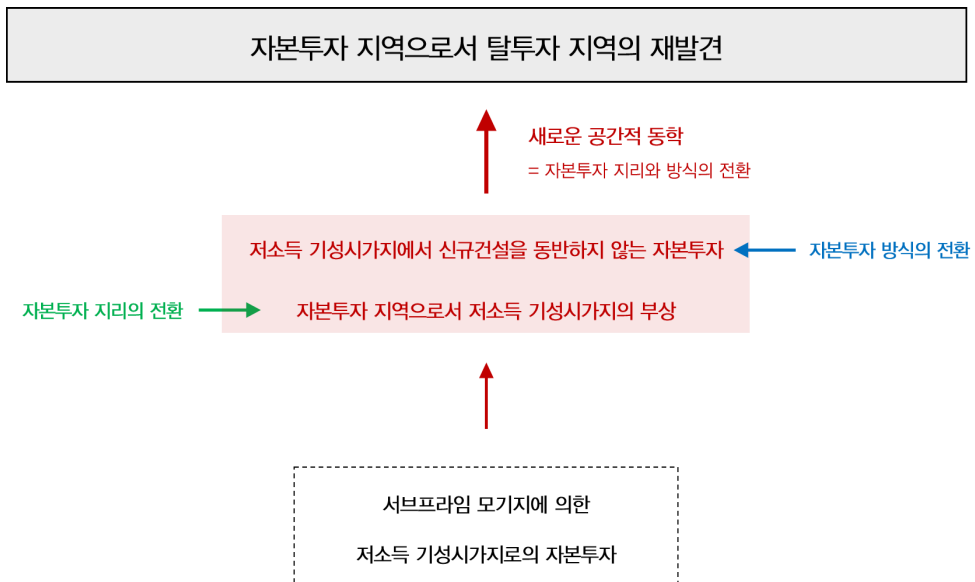 자본투자 지역으로서 탈투자 지역의 재발견
새로운 공간적 동학
= 자본투자 지리와 방식의 전환
저소득 기성시가지에서 신규건설을 동반하지 않는 자본투자
자본투자 방식의 전환
자본투자 지리의 전환
자본투자 지역으로서 저소득 기성시가지의 부상
서브프라임 모기지에 의한
저소득 기성시가지로의 자본투자